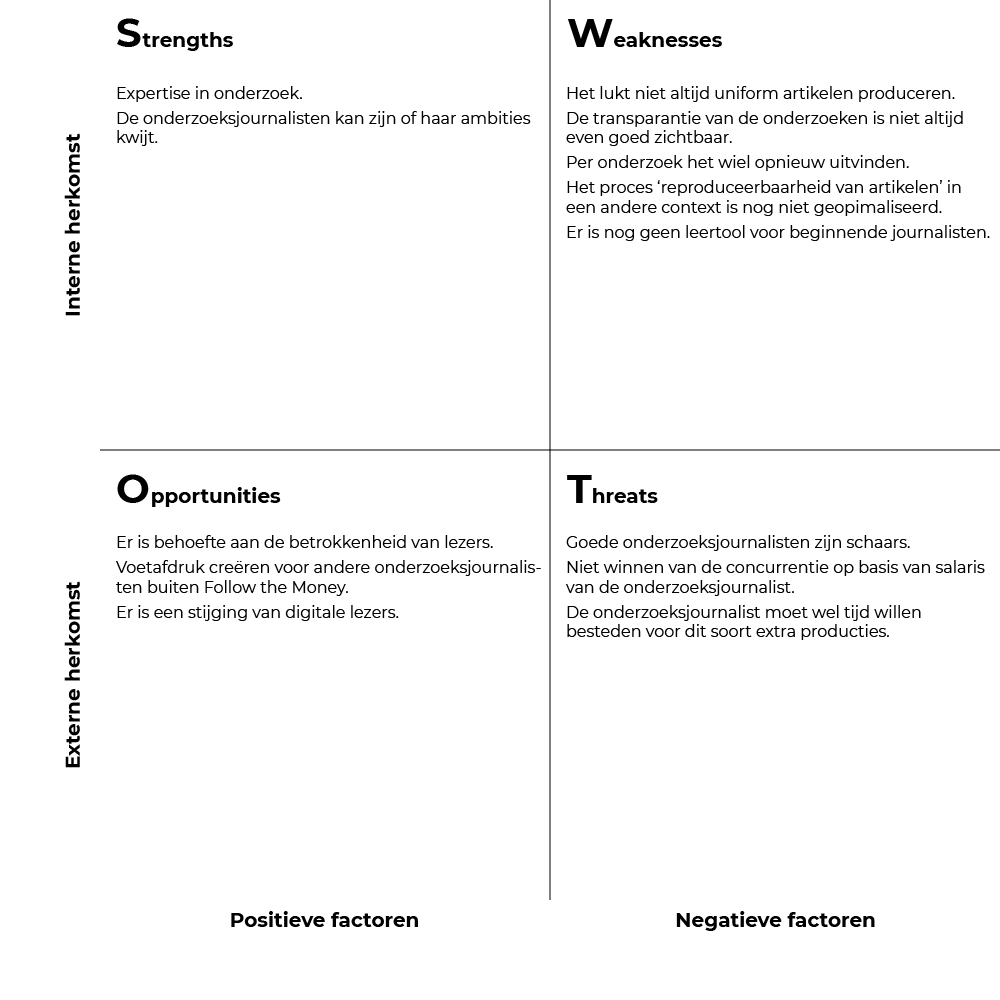 Strengths
Expertise in onderzoek.
De onderzoeksjournalisten kan zijn of haar ambities
kwijt.
Weaknesses
Het lukt niet altijd uniform artikelen produceren.
De transparantie van de onderzoeken is niet altijd
even goed zichtbaar.
Per onderzoek het wiel opnieuw uitvinden.
Het proces ‘reproduceerbaarheid van artikelen’ in
een andere context is nog niet geopimaliseerd.
Er is nog geen leertool voor beginnende journalisten.
Interne herkomst
Opportunities
Er is behoefte aan de betrokkenheid van lezers.
Voetafdruk creëren voor andere onderzoeksjournalis-
ten buiten Follow the Money.
Er is een stijging van digitale lezers.
Threats
Goede onderzoeksjournalisten zijn schaars.
Niet winnen van de concurrentie op basis van salaris
van de onderzoeksjournalist.
De onderzoeksjournalist moet wel tijd willen
besteden voor dit soort extra producties.
Externe herkomst
Positieve factoren
Negatieve factoren